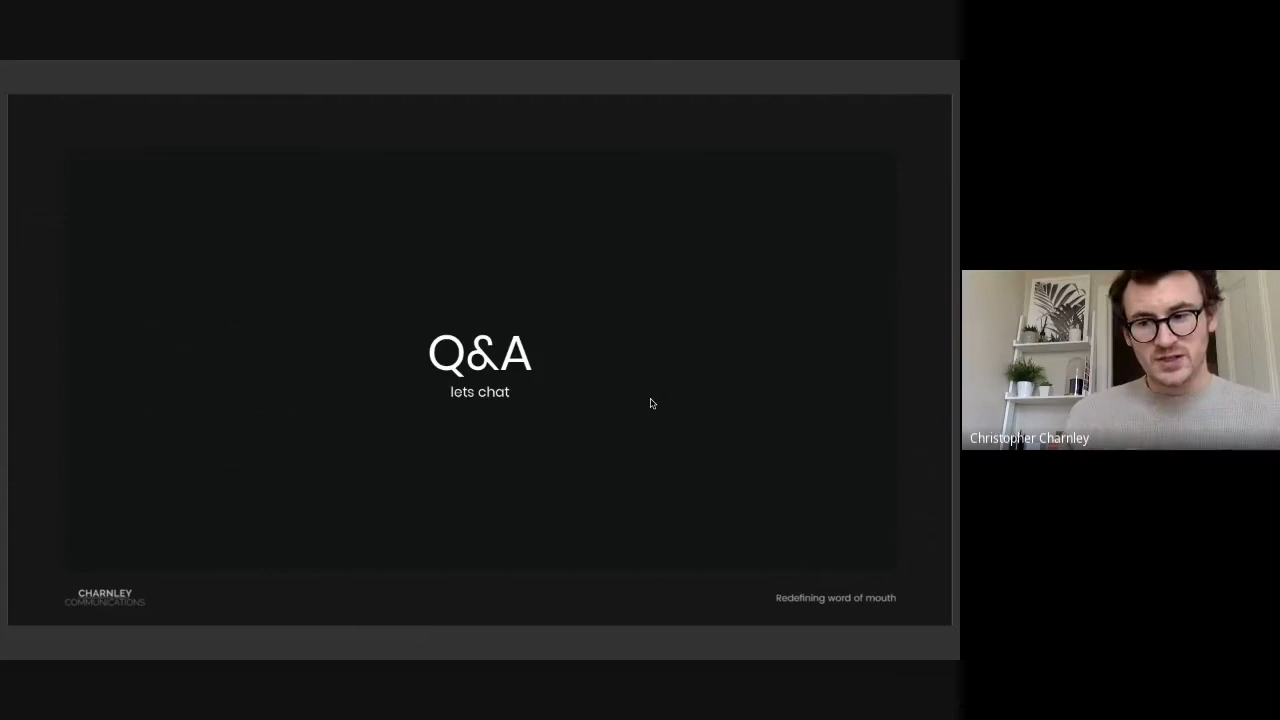 Q&A
lets chat
Christopher Charnley
CHARNLEY
COMMUNICATIONS
Redefining word of mouth